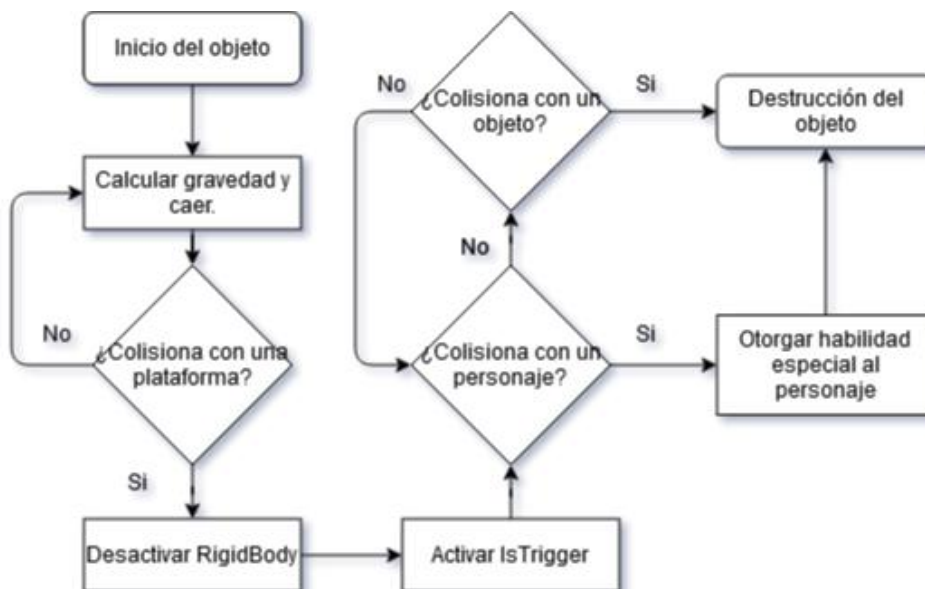 Inicio del objeto
Calcular gravedad y
caer.
No
¿Colisiona con una
plataforma?
Si
Desactivar RigidBody
Activar IsTrigger
¿Colisiona con un
personaje?
No
Si
¿Colisiona con un
objeto?
No
Si
Otorgar habilidad
especial al
personaje
Destrucción del
objeto